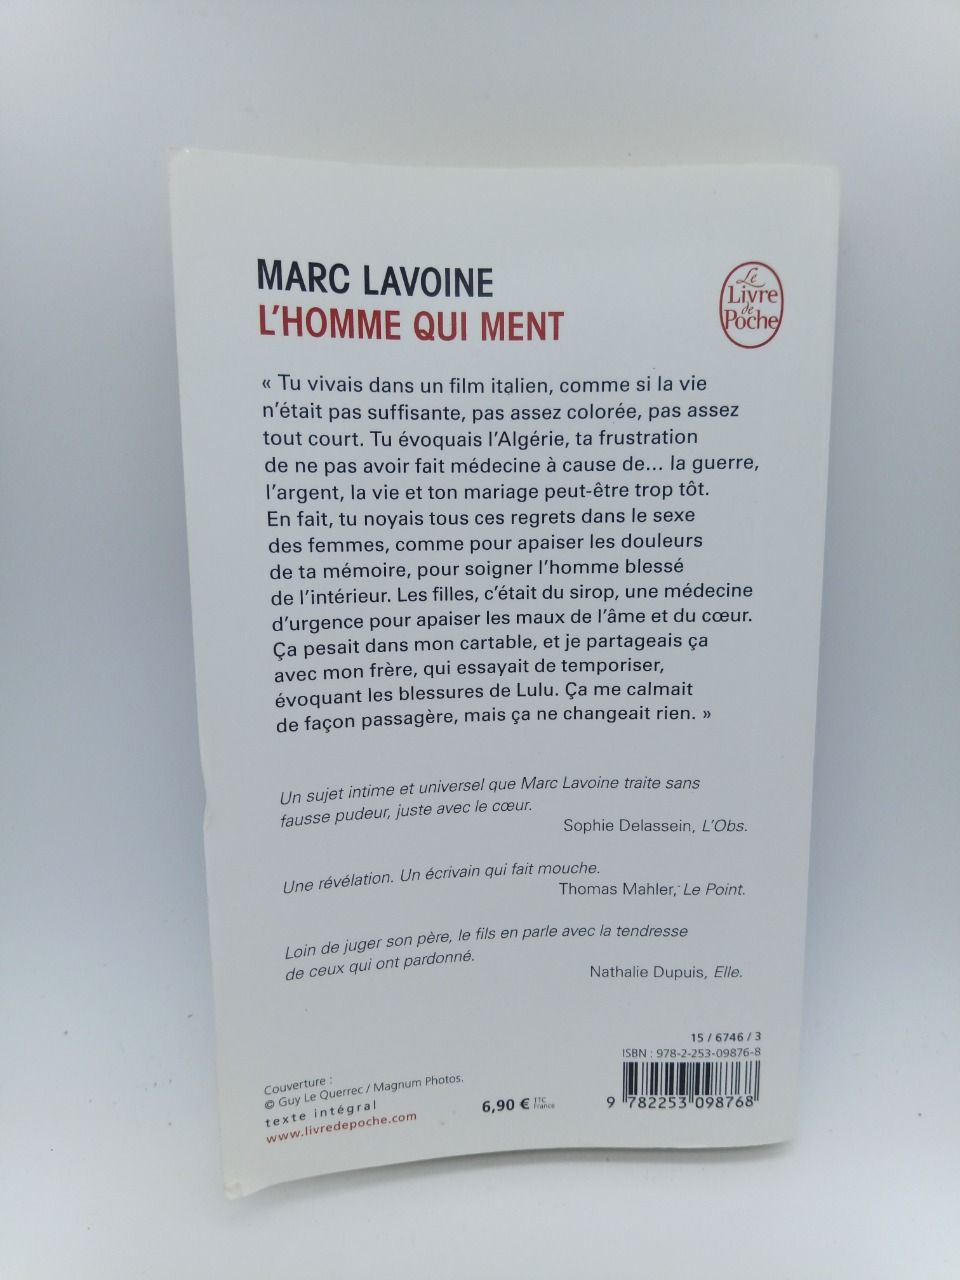 MARC LAVOINE
L'HOMME QUI MENT
Le
Livre
de
Poche
« Tu vivais dans un film italien, comme si la vie
n'était pas suffisante, pas assez colorée, pas assez
tout court. Tu évoquais l'Algérie, ta frustration
de ne pas avoir fait médecine à cause de... la guerre,
l'argent, la vie et ton mariage peut-être trop tôt.
En fait, tu noyais tous ces regrets dans le sexe
des femmes, comme pour apaiser les douleurs
de ta mémoire, pour soigner l'homme blessé
de l'intérieur. Les filles, c'était du sirop, une médecine
d'urgence pour apaiser les maux de l'âme et du cœur.
Ça pesait dans mon cartable, et je partageais ça
avec mon frère, qui essayait de temporiser,
évoquant les blessures de Lulu. Ça me calmait
de façon passagère, mais ça ne changeait rien. »
Un sujet intime et universel que Marc Lavoine traite sans
fausse pudeur, juste avec le cœur.
Sophie Delassein, L'Obs.
Une révélation. Un écrivain qui fait mouche.
Thomas Mahler, Le Point.
Loin de juger son père, le fils en parle avec la tendresse
de ceux qui ont pardonné.
Nathalie Dupuis, Elle.
15 / 6746 / 3
ISBN : 978-2-253-09876-8
Couverture :
© Guy Le Querrec / Magnum Photos.
texte intégral
www.livredepoche.com
6,90 € TTC
France
9 782253 098768